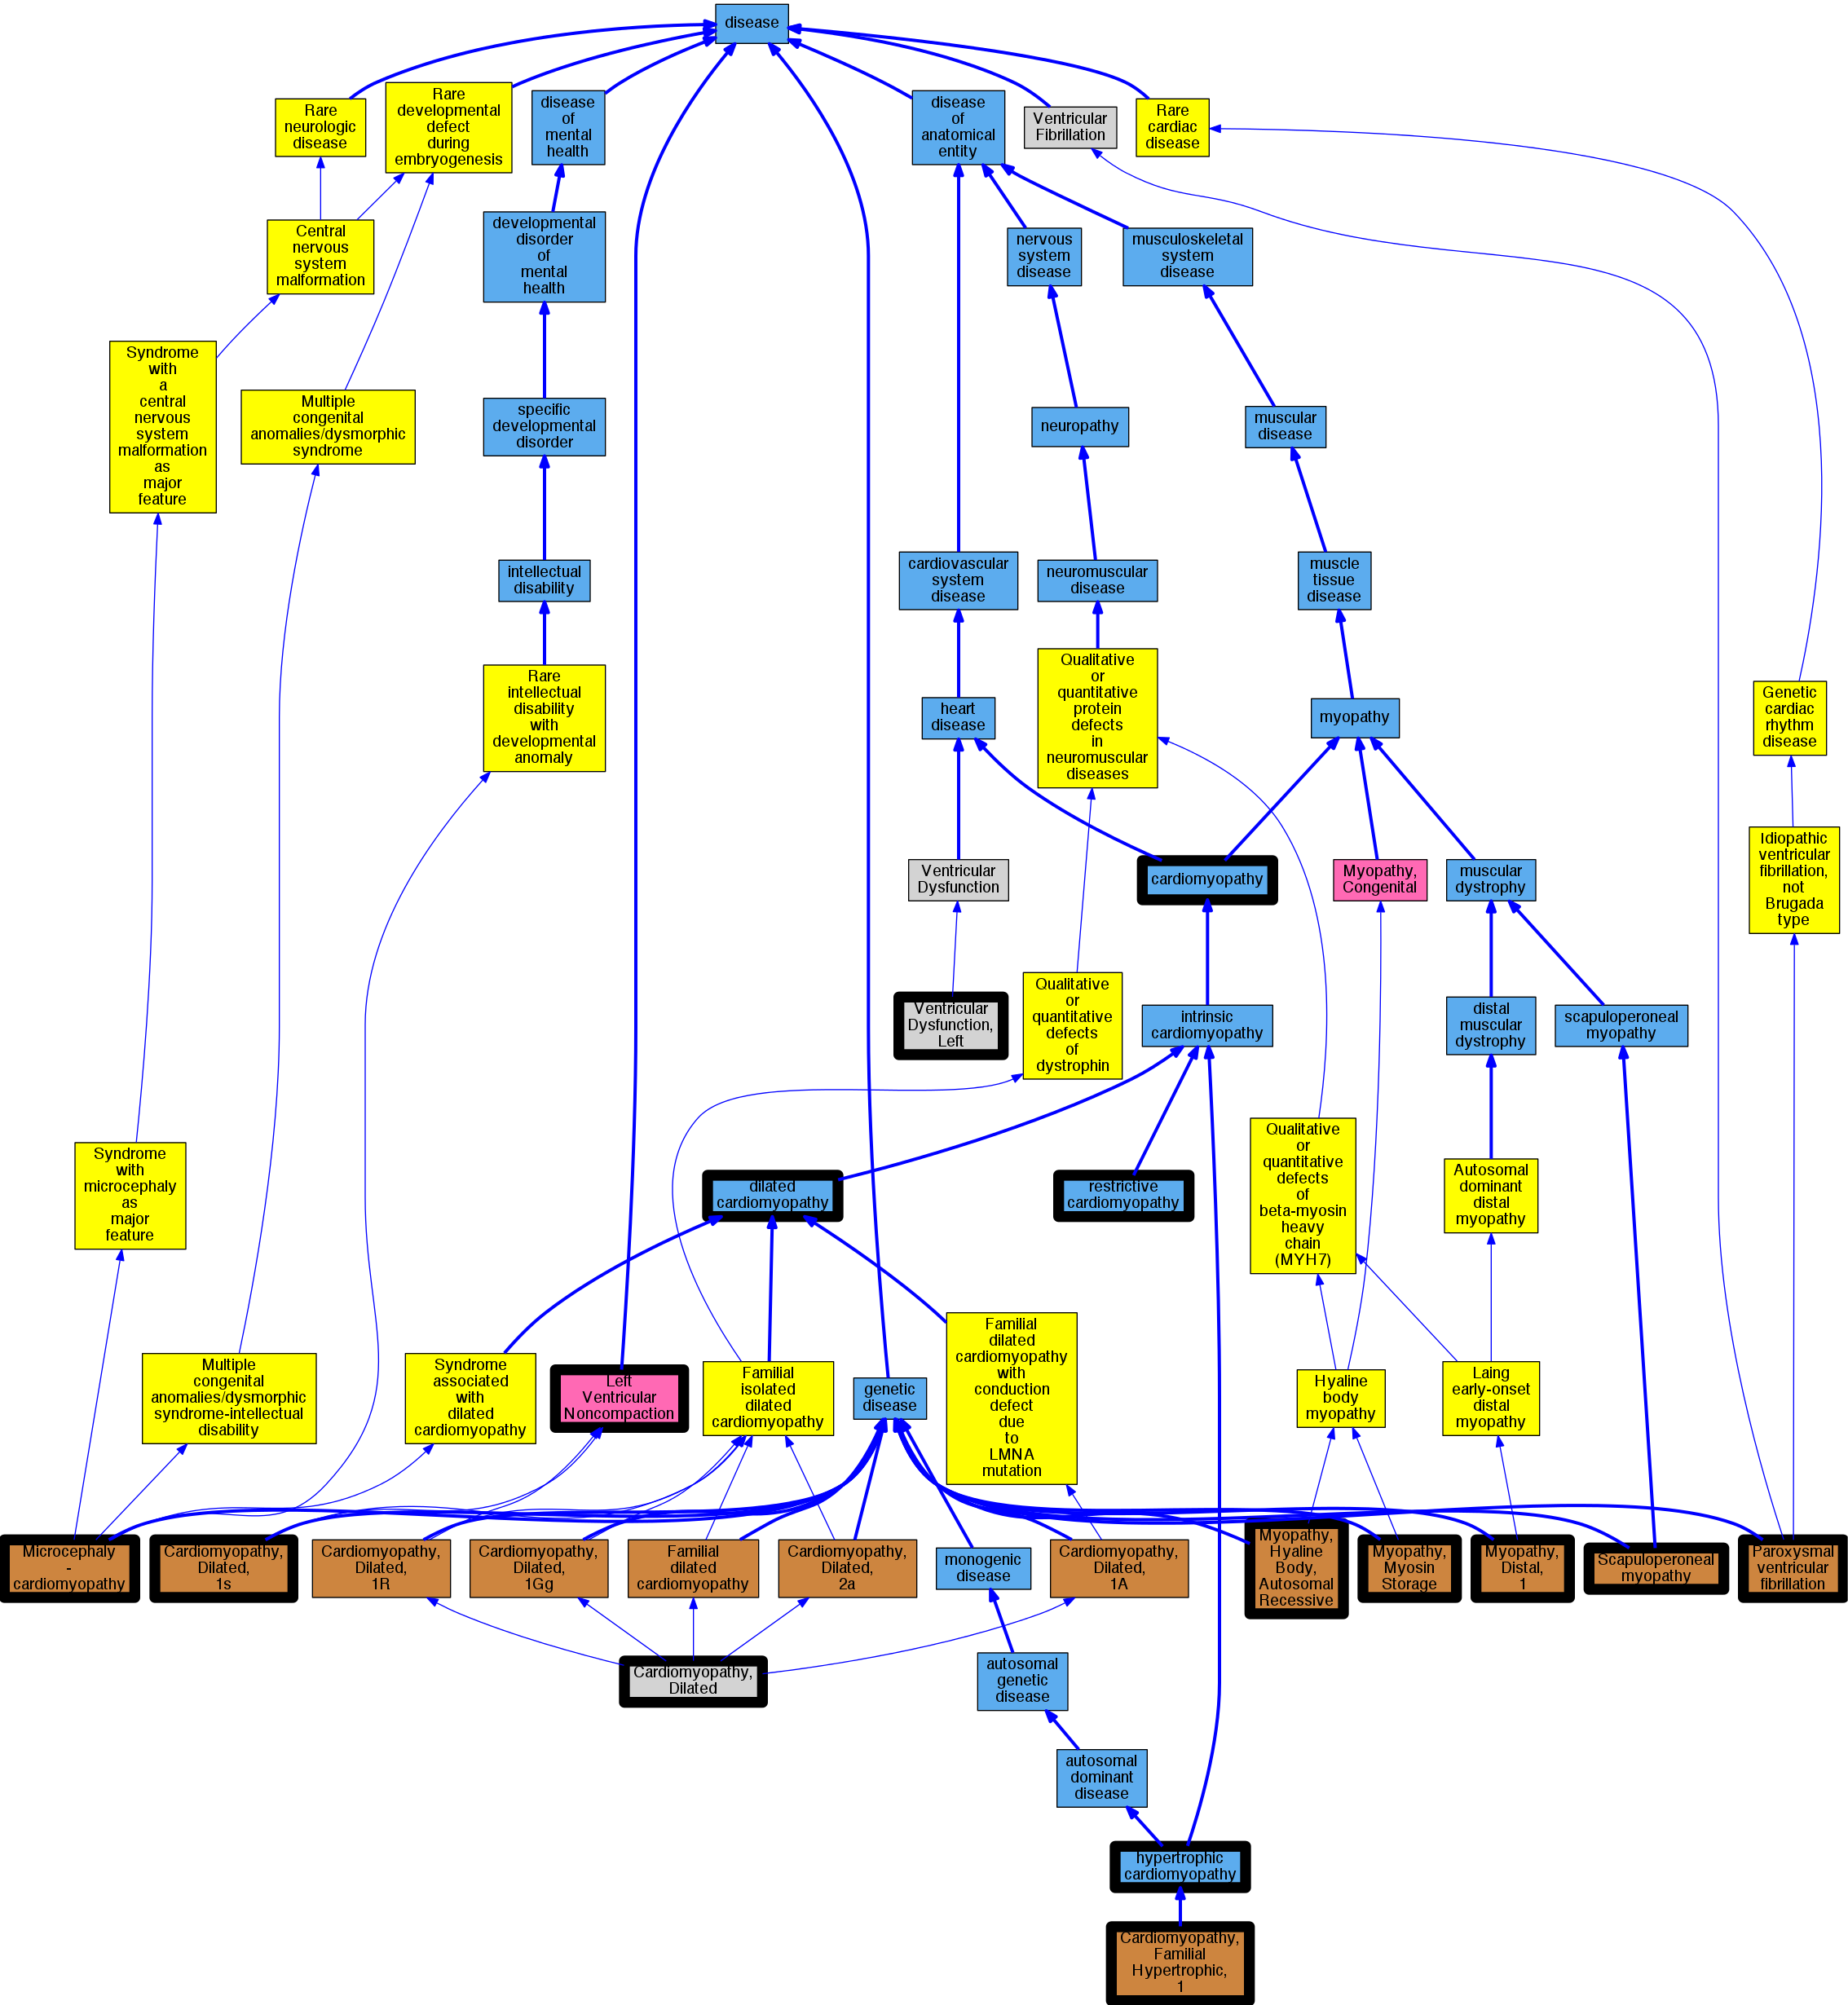 disease
Rare
neurologic
disease
Rare
developmental
defect
during
embryogenesis
disease
of
mental
health
disease
of
anatomical
entity
Ventricular
Fibrillation
Rare
cardiac
disease
Central
nervous
system
malformation
developmental
disorder
of
mental
health
nervous
system
disease
musculoskeletal
system
disease
Syndrome
with
a
central
nervous
system
malformation
as
major
feature
Multiple
congenital
anomalies/dysmorphic
syndrome
specific
developmental
disorder
neuropathy
muscular
disease
intellectual
disability
cardiovascular
system
disease
neuromuscular
disease
muscle
tissue
disease
Rare
intellectual
disability
with
developmental
anomaly
heart
disease
Qualitative
or
quantitative
protein
defects
in
neuromuscular
diseases
myopathy
Genetic
cardiac
rhythm
disease
Ventricular
Dysfunction
cardiomyopathy
Myopathy,
Congenital
muscular
dystrophy
Idiopathic
ventricular
fibrillation,
not
Brugada
type
Ventricular
Dysfunction,
Left
Qualitative
or
quantitative
defects
of
dystrophin
intrinsic
cardiomyopathy
distal
muscular
dystrophy
scapuloperoneal
myopathy
Syndrome
with
microcephaly
as
major
feature
dilated
cardiomyopathy
restrictive
cardiomyopathy
Qualitative
or
quantitative
defects
of
beta-myosin
heavy
chain
(MYH7)
Autosomal
dominant
distal
myopathy
Multiple
congenital
anomalies/dysmorphic
syndrome-intellectual
disability
Syndrome
associated
with
dilated
cardiomyopathy
Left
Ventricular
Noncompaction
Familial
isolated
dilated
cardiomyopathy
genetic
disease
Familial
dilated
cardiomyopathy
with
conduction
defect
due
to
LMNA
mutation
Hyaline
body
myopathy
Laing
early-onset
distal
myopathy
Microcephaly
-
cardiomyopathy
Cardiomyopathy,
Dilated,
1s
Cardiomyopathy,
Dilated,
1R
Cardiomyopathy,
Dilated,
1Gg
Familial
dilated
cardiomyopathy
Cardiomyopathy,
Dilated,
2a
monogenic
disease
Cardiomyopathy,
Dilated,
1A
Myopathy,
Hyaline
Body,
Autosomal
Recessive
Myopathy,
Myosin
Storage
Myopathy,
Distal,
1
Scapuloperoneal
myopathy
Paroxysmal
ventricular
fibrillation
Cardiomyopathy,
Dilated
autosomal
genetic
disease
autosomal
dominant
disease
hypertrophic
cardiomyopathy
Cardiomyopathy,
Familial
Hypertrophic,
1